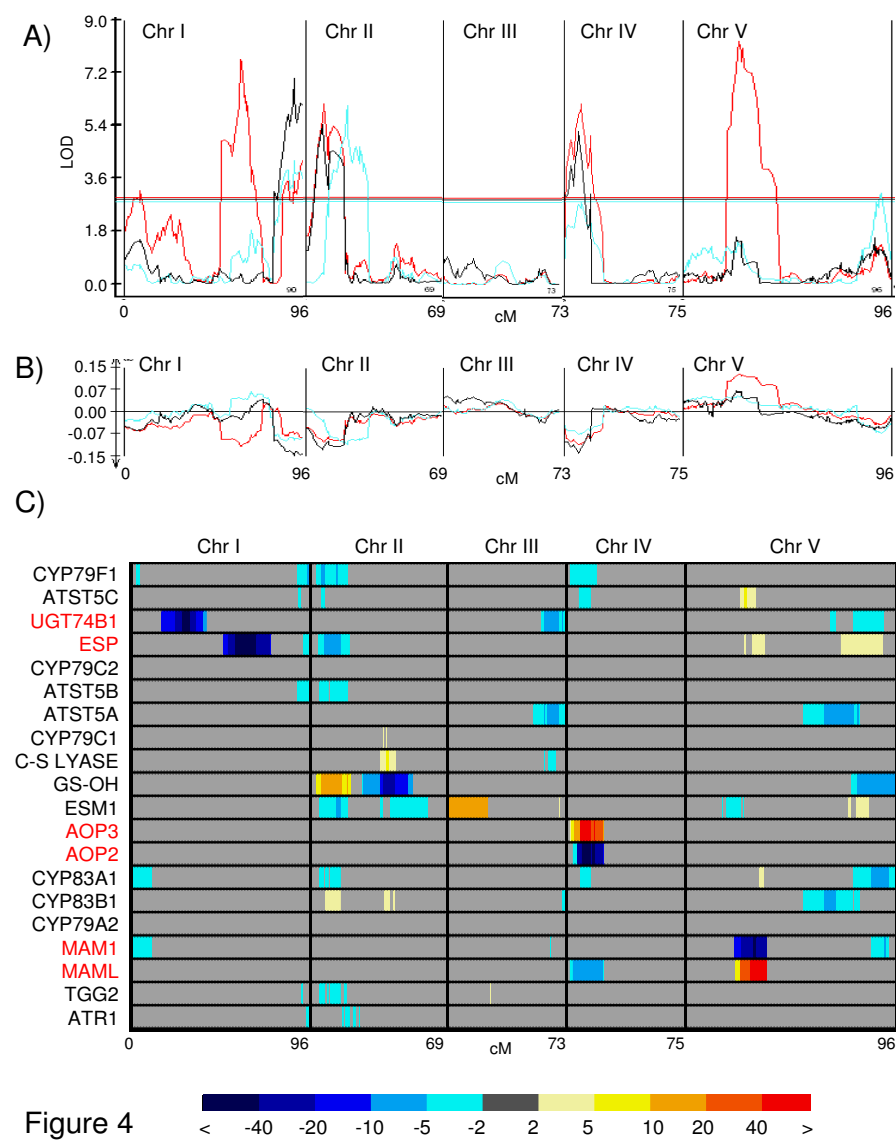 A)
Chr I Chr II Chr III Chr IV Chr V
9.0
7.2
5.4
3.6
1.8
0.0
LOD
90 69 73 75 96
0 96 69 73 75 96
cM
B)
Chr I Chr II Chr III Chr IV Chr V
0.15
0.07
0.00
-0.07
-0.15
0 96 69 73 75 96
cM
C)
Chr I Chr II Chr III Chr IV Chr V
CYP79F1
ATST5C
UGT74B1
ESP
CYP79C2
ATST5B
ATST5A
CYP79C1
C-S LYASE
GS-OH
ESM1
AOP3
AOP2
CYP83A1
CYP83B1
CYP79A2
MAM1
MAML
TGG2
ATR1
0 96 69 cM 73 75 96
Figure 4
< -40 -20 -10 -5 -2 2 5 10 20 40 >